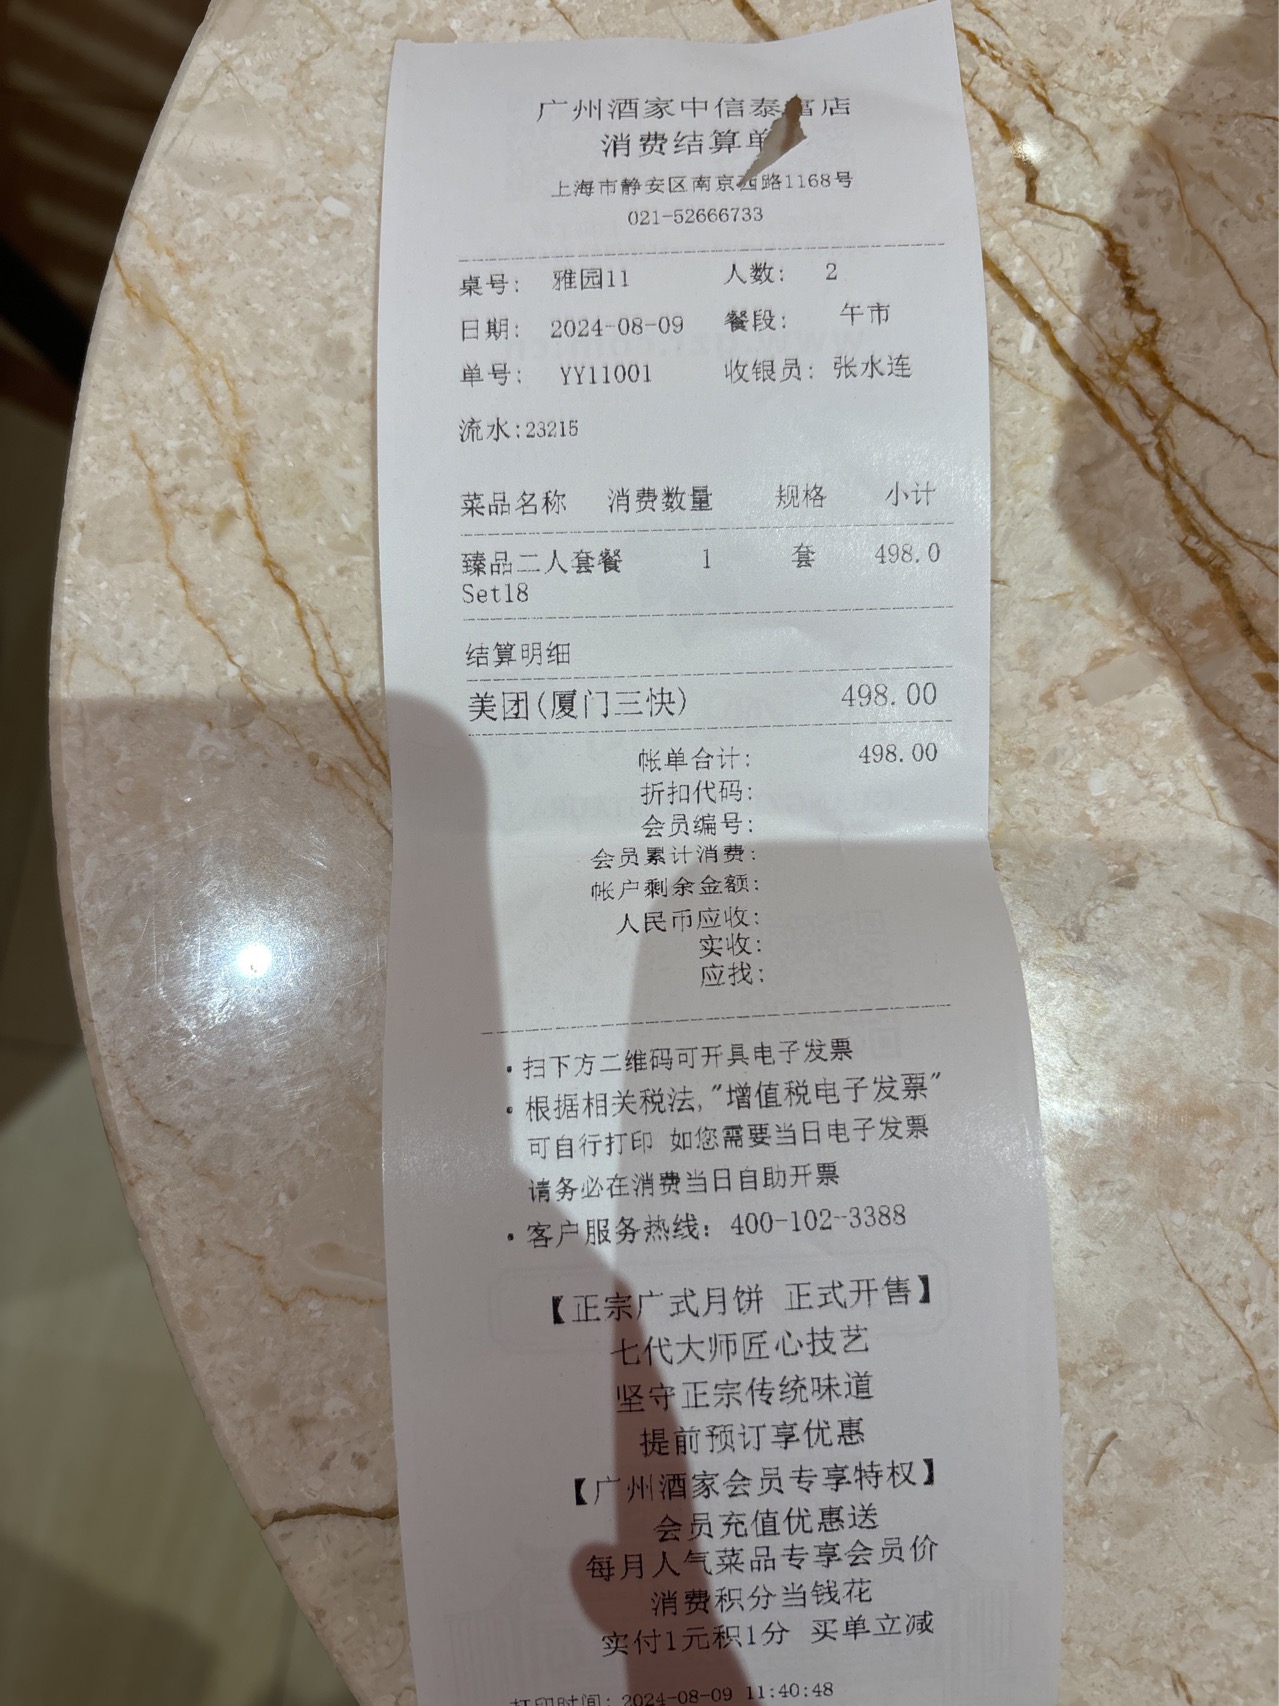 广州酒家中信泰富店
消费结算单
上海市静安区南京西路1168号
021-52666733
桌号: 雅园11 人数: 2
日期: 2024-08-09 餐段: 午市
单号: YY11001 收银员: 张水连
流水:23215
菜品名称 消费数量 规格 小计
臻品二人套餐 1 套 498.0
Set18
结算明细
美团(厦门三快) 498.00
帐单合计: 498.00
折扣代码:
会员编号:
会员累计消费:
帐户剩余金额:
人民币应收:
实收:
应找:
·扫下方二维码可开具电子发票
·根据相关税法,"增值税电子发票"
可自行打印 如您需要当日电子发票
请务必在消费当日自助开票
·客户服务热线: 400-102-3388
【正宗广式月饼 正式开售】
七代大师匠心技艺
坚守正宗传统味道
提前预订享优惠
【广州酒家会员专享特权】
会员充值优惠送
每月人气菜品专享会员价
消费积分当钱花
实付1元积1分 买单立减
打印时间: 2024-08-09 11:40:48